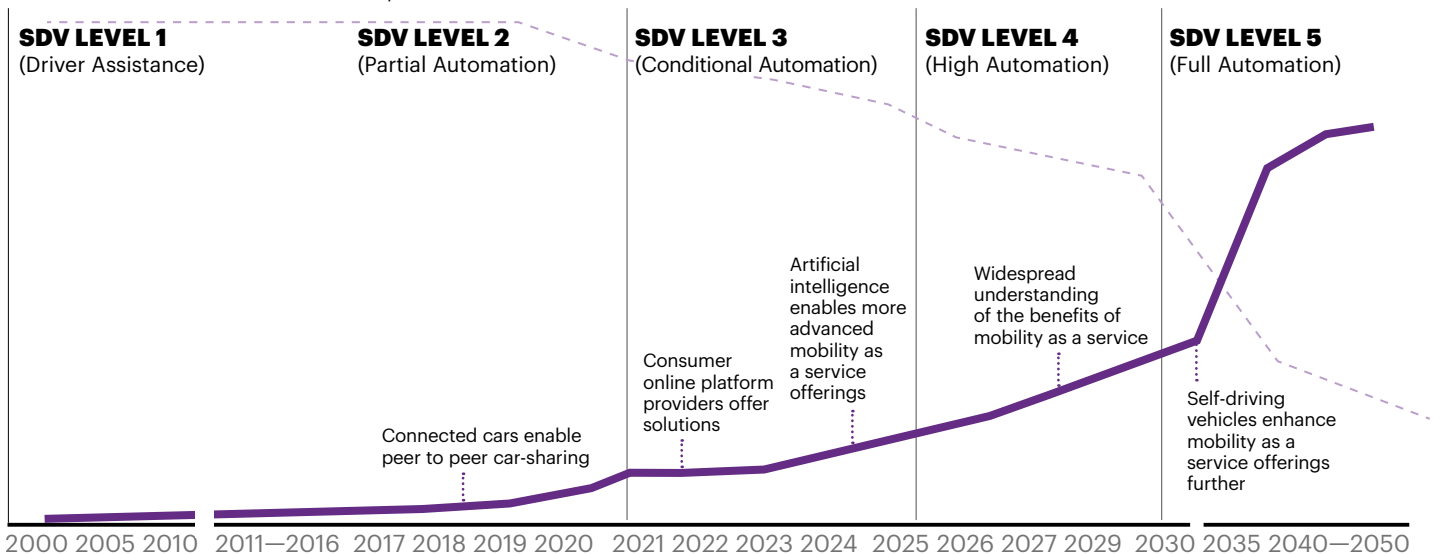 SDV LEVEL 1
(Driver Assistance)
SDV LEVEL 2
(Partial Automation)
SDV LEVEL 3
(Conditional Automation)
SDV LEVEL 4
(High Automation)
SDV LEVEL 5
(Full Automation)
Connected cars enable
peer to peer car-sharing
Consumer
online platform
providers offer
solutions
Artificial
intelligence
enables more
advanced
mobility as
a service
offerings
Widespread
understanding
of the benefits of
mobility as a service
Self-driving
vehicles enhance
mobility as a
service offerings
further
2000 2005 2010 2011—2016 2017 2018 2019 2020 2021 2022 2023 2024 2025 2026 2027 2029 2030 2035 2040—2050